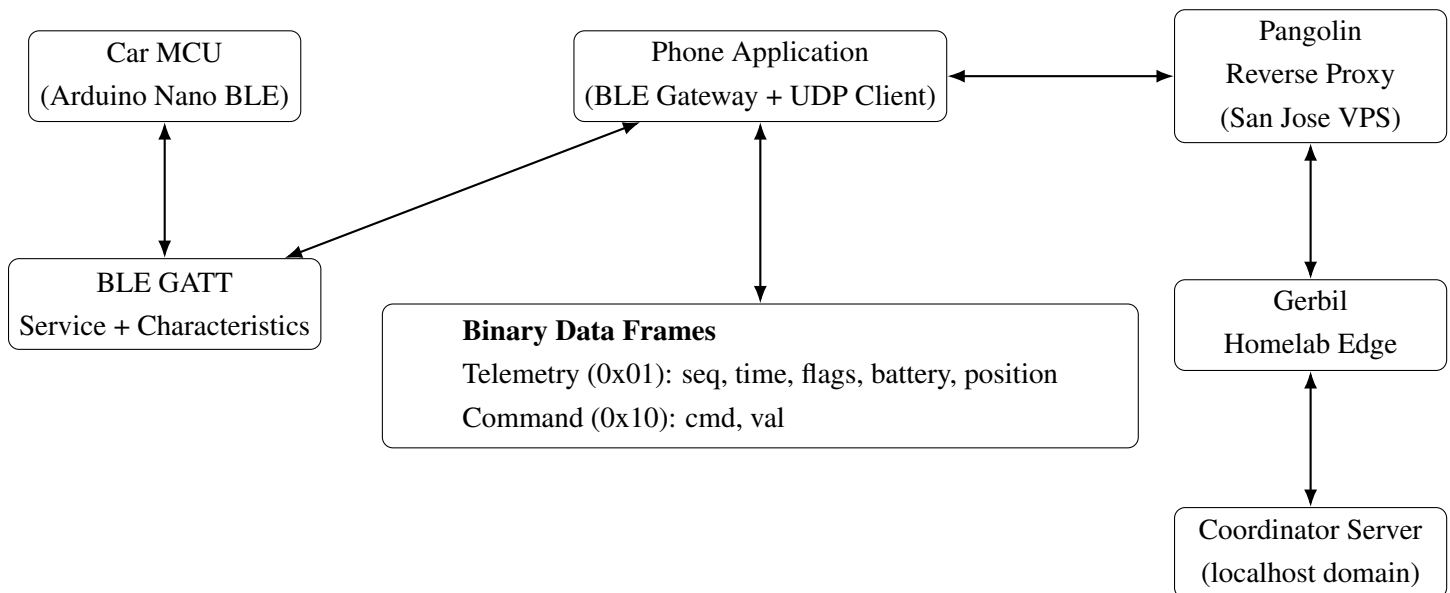 Car MCU
(Arduino Nano BLE)
Phone Application
(BLE Gateway + UDP Client)
Pangolin
Reverse Proxy
(San Jose VPS)
BLE GATT
Service + Characteristics
Binary Data Frames
Telemetry (0x01): seq, time, flags, battery, position
Command (0x10): cmd, val
Gerbil
Homelab Edge
Coordinator Server
(localhost domain)